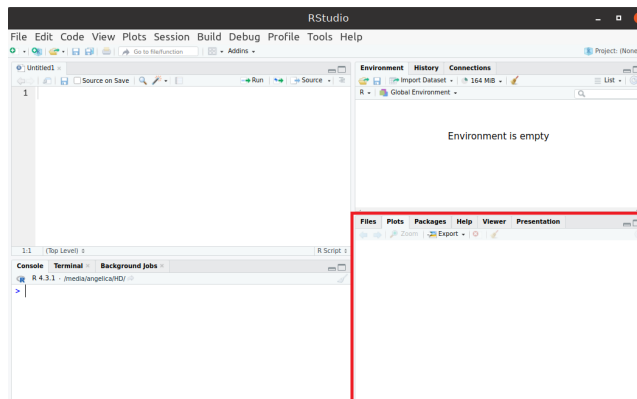 RStudio
File Edit Code View Plots Session Build Debug Profile Tools Help
Go to file/function Addins Project: (None
Untitled1
Source on Save Run Source
1
1:1 (Top Level) R Script
Console Terminal Background Jobs
R 4.3.1 · /media/angelica/HD/
>
Environment History Connections
Import Dataset 164 MiB List
R Global Environment
Environment is empty
Files Plots Packages Help Viewer Presentation
Zoom Export